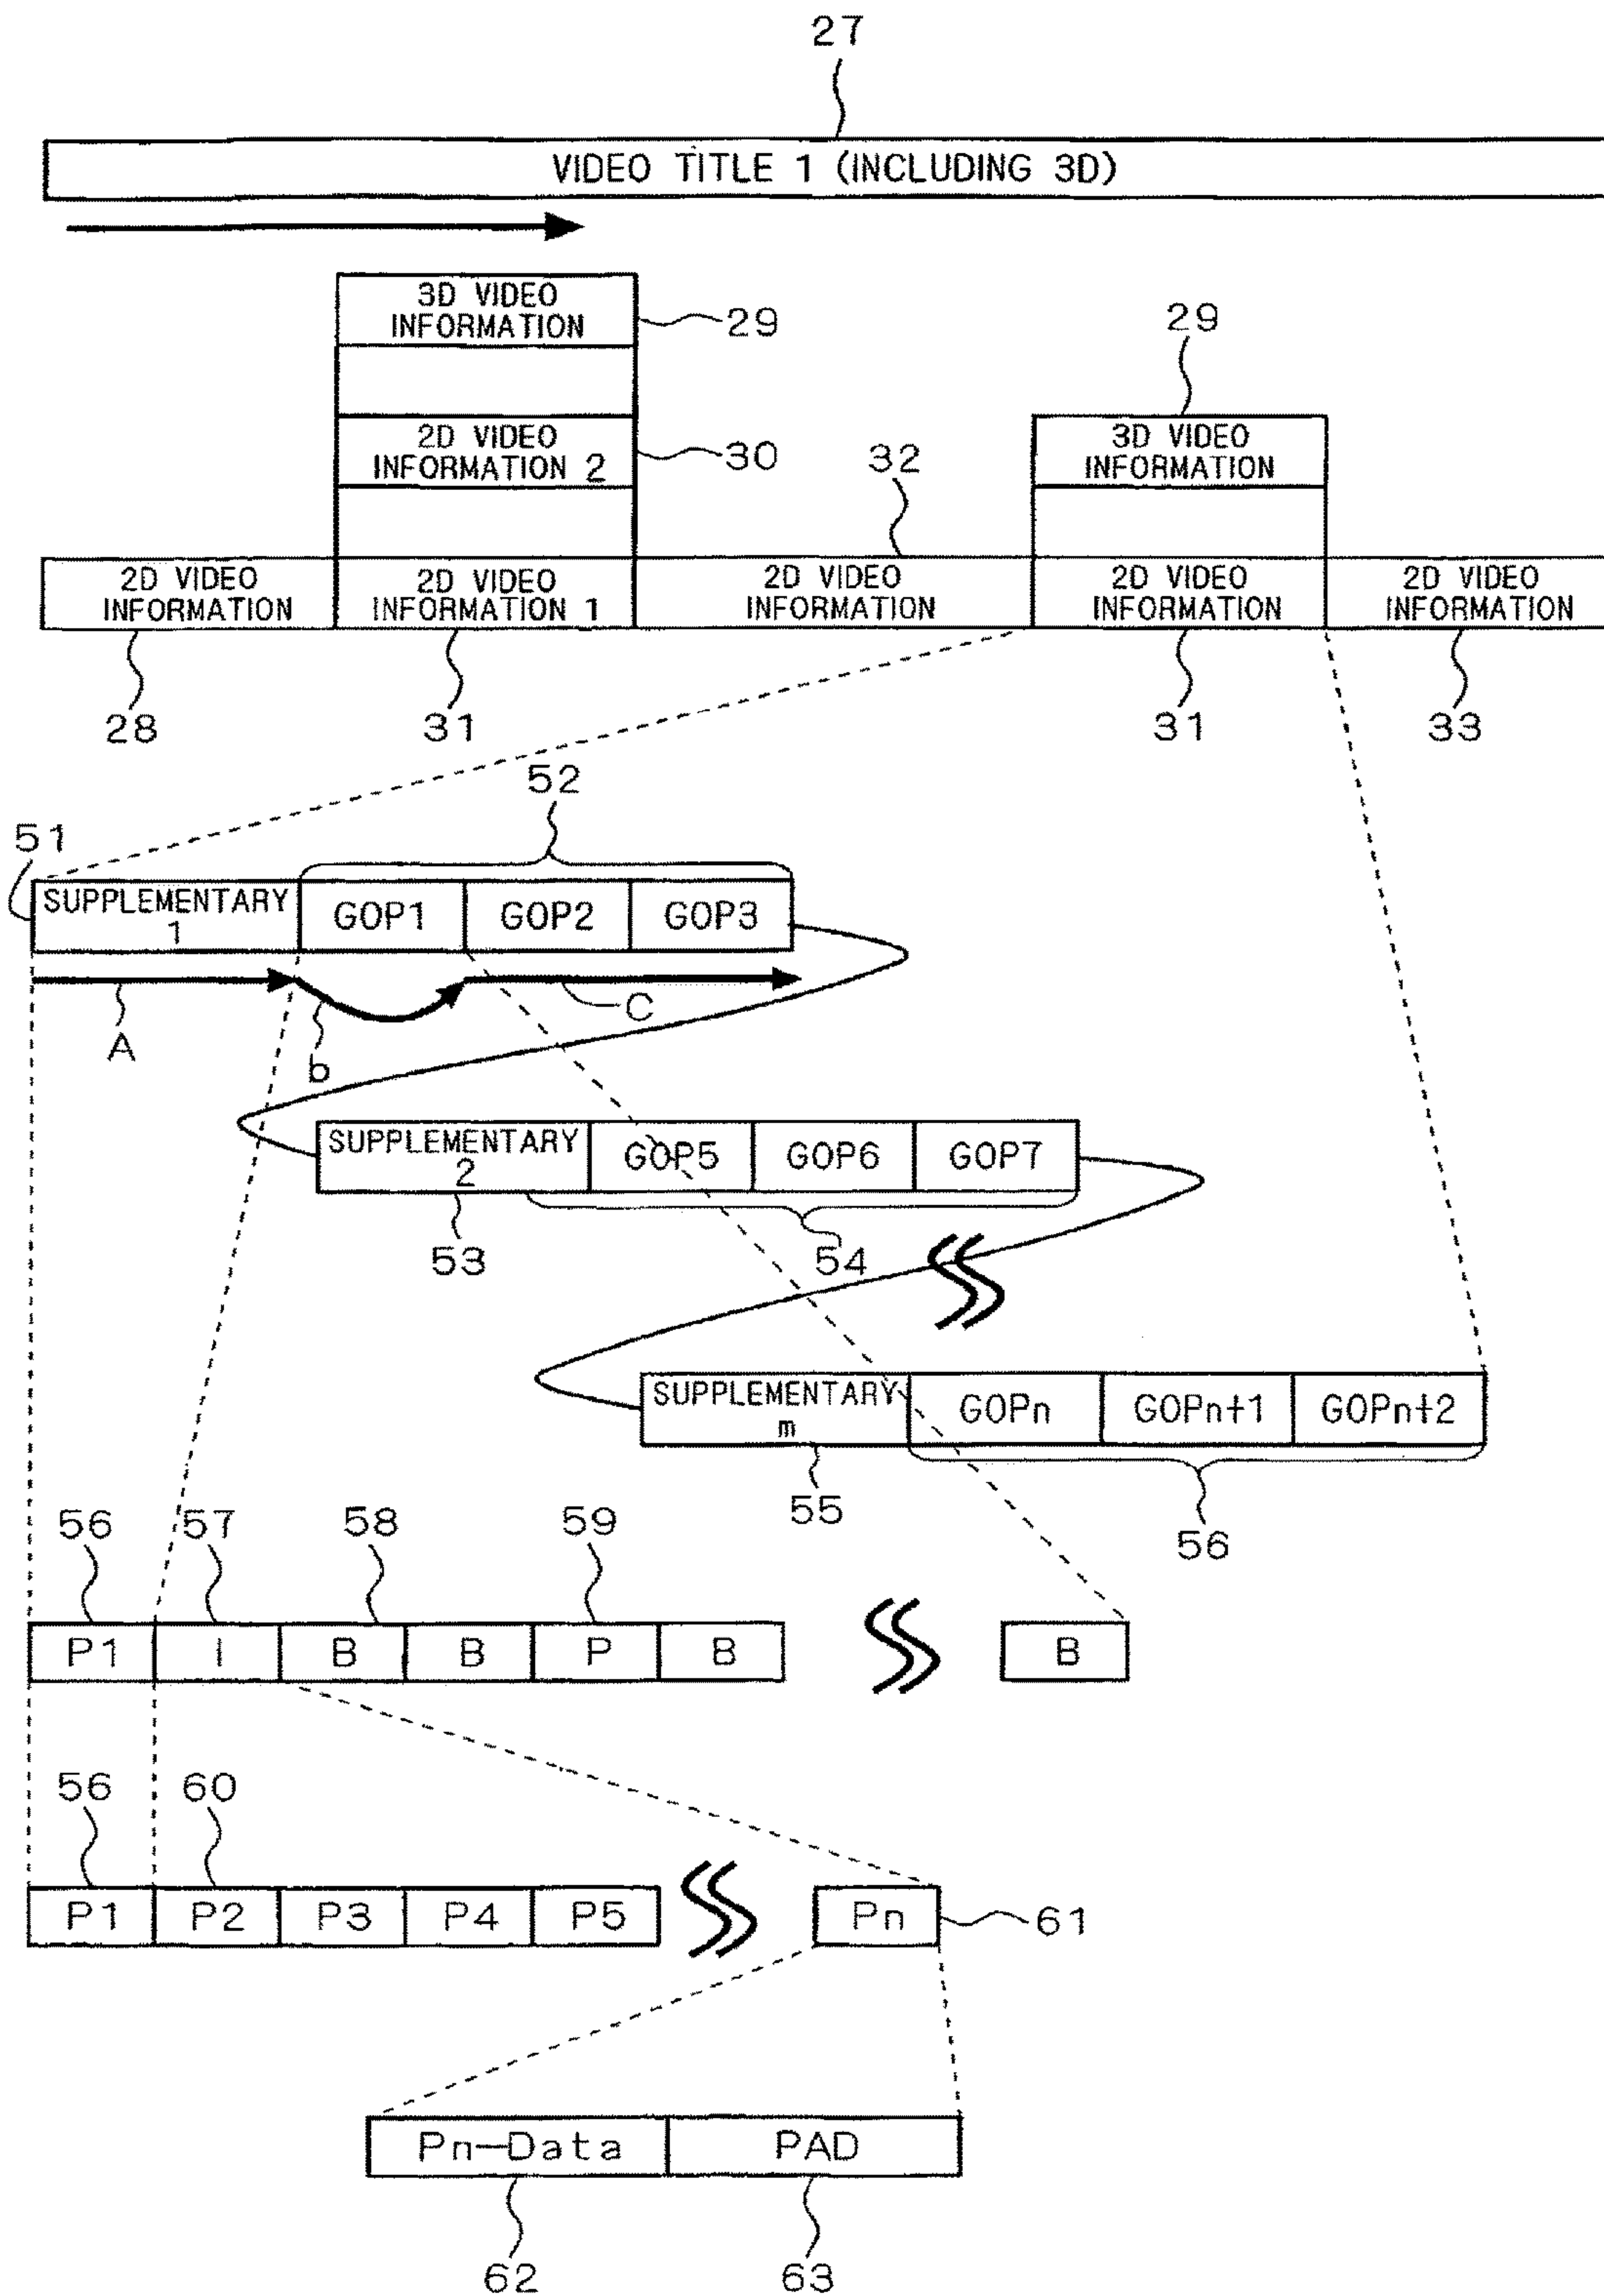 27
VIDEO TITLE 1 (INCLUDING 3D)
3D VIDEO
INFORMATION
29
29
2D VIDEO
INFORMATION 2
30
32
3D VIDEO
INFORMATION
2D VIDEO
INFORMATION
2D VIDEO
INFORMATION 1
2D VIDEO
INFORMATION
2D VIDEO
INFORMATION
2D VIDEO
INFORMATION
28
31
31
33
52
51
SUPPLEMENTARY
1
GOP1
GOP2
GOP3
A
b
C
SUPPLEMENTARY
2
GOP5
GOP6
GOP7
53
54
SUPPLEMENTARY
m
GOPn
GOPn+1
GOPn+2
55
56
56
57
58
59
P1
I
B
B
P
B
B
56
60
P1
P2
P3
P4
P5
Pn
61
Pn-Data
PAD
62
63